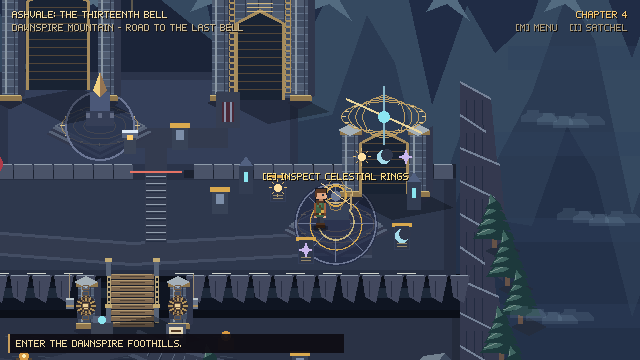 ASHVALE: THE THIRTEENTH BELL
CHAPTER 4
DAWNSPIRE MOUNTAIN - ROAD TO THE LAST BELL
[M] MENU [I] SATCHEL
[E] INSPECT CELESTIAL RINGS
ENTER THE DAWNSPIRE FOOTHILLS.